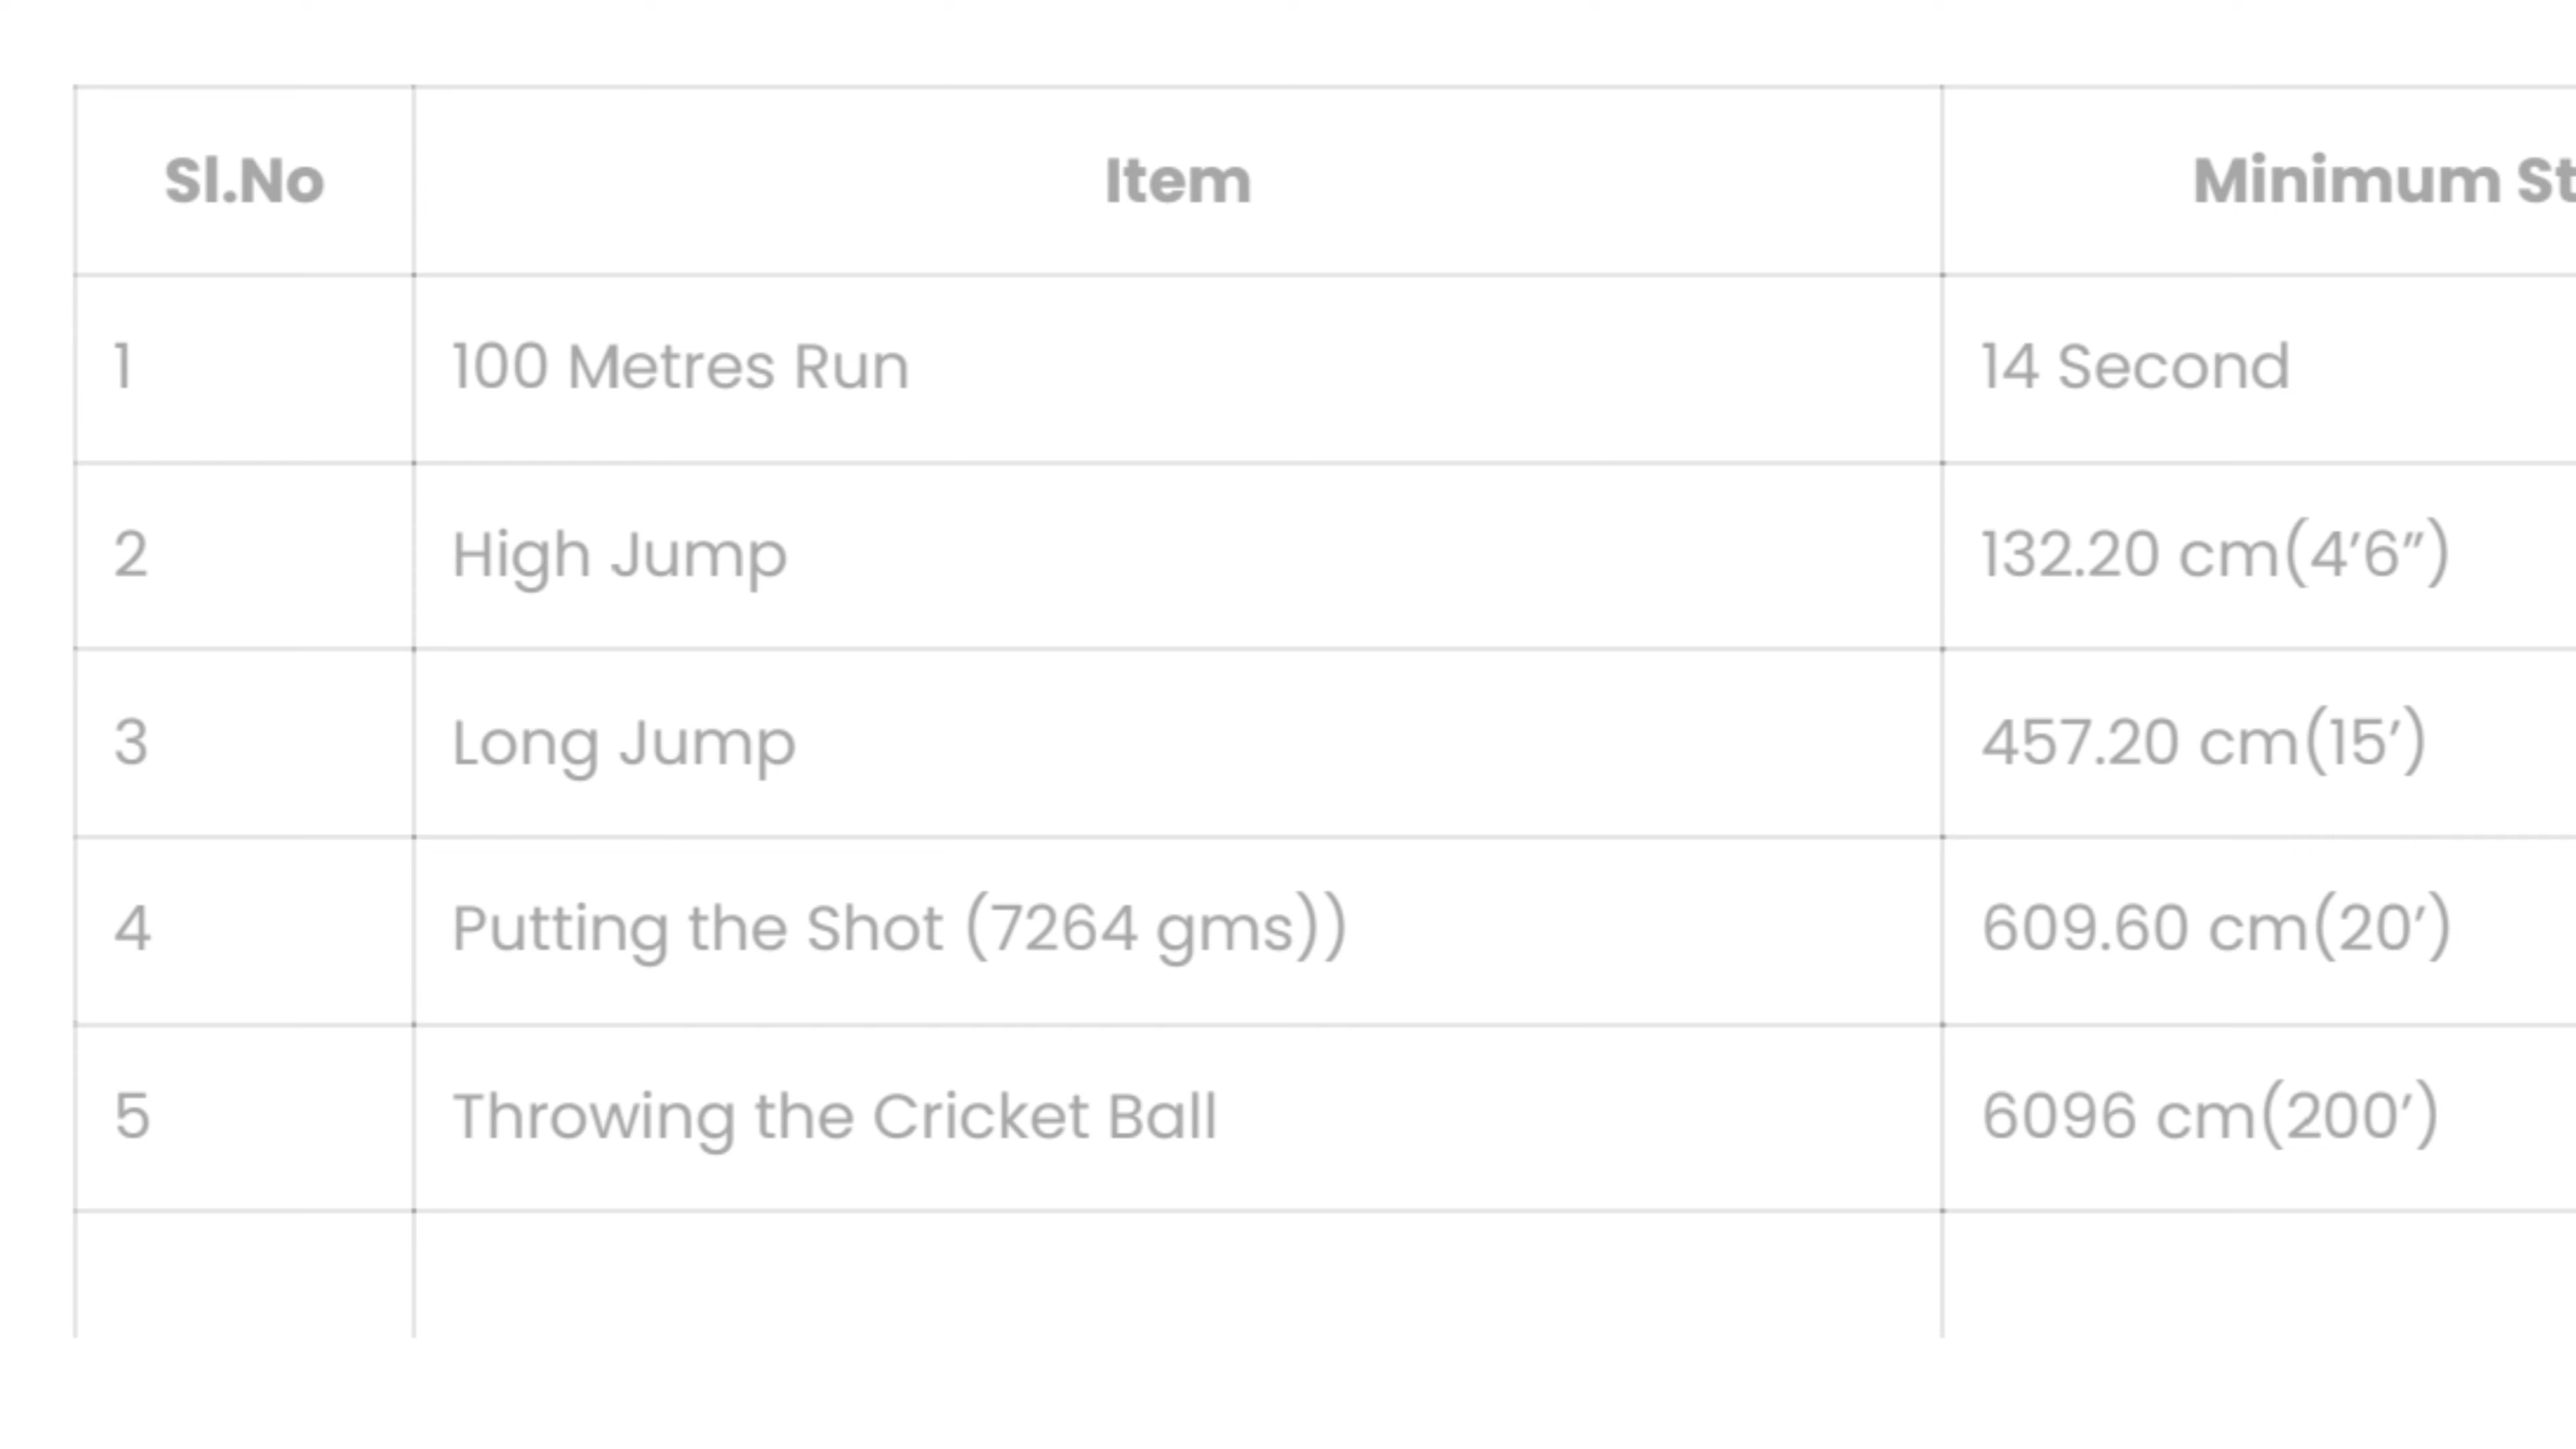 Sl.No Item Minimum St
1 100 Metres Run 14 Second
2 High Jump 132.20 cm(4’6”)
3 Long Jump 457.20 cm(15’)
4 Putting the Shot (7264 gms)) 609.60 cm(20’)
5 Throwing the Cricket Ball 6096 cm(200’)